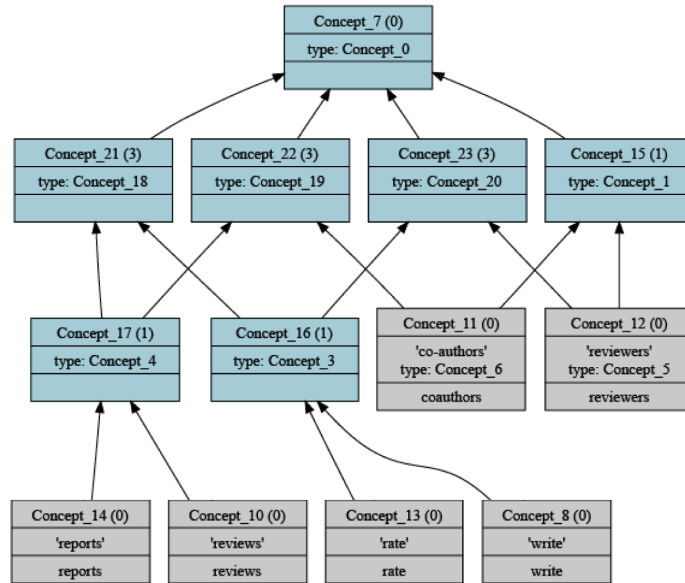 Concept_7 (0)
type: Concept_0
Concept_21 (3)
type: Concept_18
Concept_22 (3)
type: Concept_19
Concept_23 (3)
type: Concept_20
Concept_15 (1)
type: Concept_1
Concept_17 (1)
type: Concept_4
Concept_16 (1)
type: Concept_3
Concept_11 (0)
'co-authors'
type: Concept_6
coauthors
Concept_12 (0)
'reviewers'
type: Concept_5
reviewers
Concept_14 (0)
'reports'
reports
Concept_10 (0)
'reviews'
reviews
Concept_13 (0)
'rate'
rate
Concept_8 (0)
'write'
write